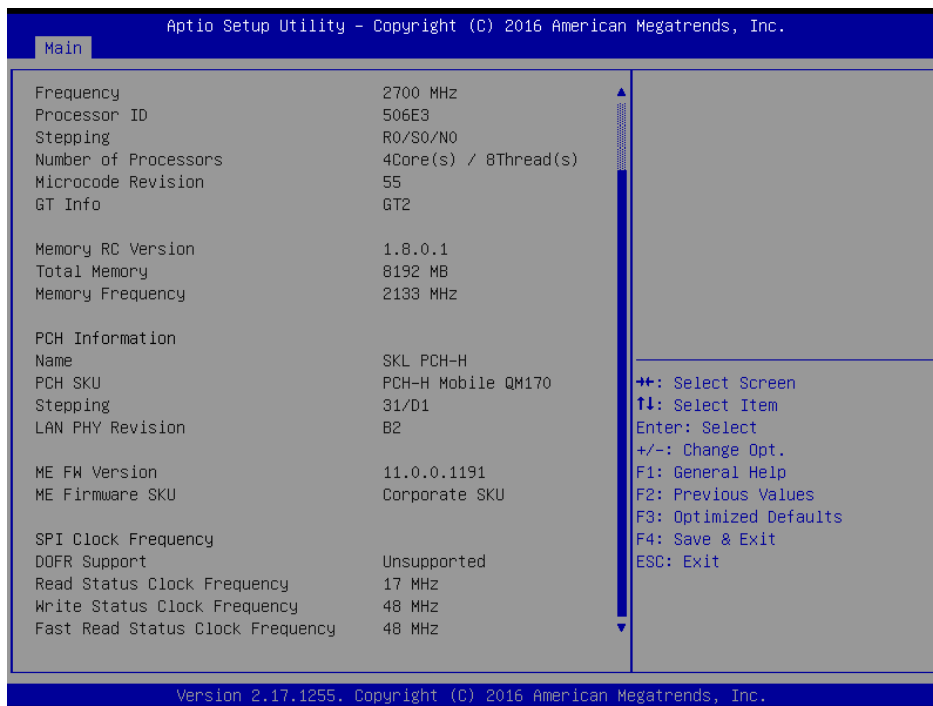 Aptio Setup Utility – Copyright (C) 2016 American Megatrends, Inc.
Main
Frequency 2700 MHz
Processor ID 506E3
Stepping R0/S0/N0
Number of Processors 4Core(s) / 8Thread(s)
Microcode Revision 55
GT Info GT2
Memory RC Version 1.8.0.1
Total Memory 8192 MB
Memory Frequency 2133 MHz
PCH Information
Name SKL PCH-H
PCH SKU PCH-H Mobile QM170
Stepping 31/D1
LAN PHY Revision B2
ME FW Version 11.0.0.1191
ME Firmware SKU Corporate SKU
SPI Clock Frequency
DOFR Support Unsupported
Read Status Clock Frequency 17 MHz
Write Status Clock Frequency 48 MHz
Fast Read Status Clock Frequency 48 MHz
→←: Select Screen
↑↓: Select Item
Enter: Select
+/-: Change Opt.
F1: General Help
F2: Previous Values
F3: Optimized Defaults
F4: Save & Exit
ESC: Exit
Version 2.17.1255. Copyright (C) 2016 American Megatrends, Inc.